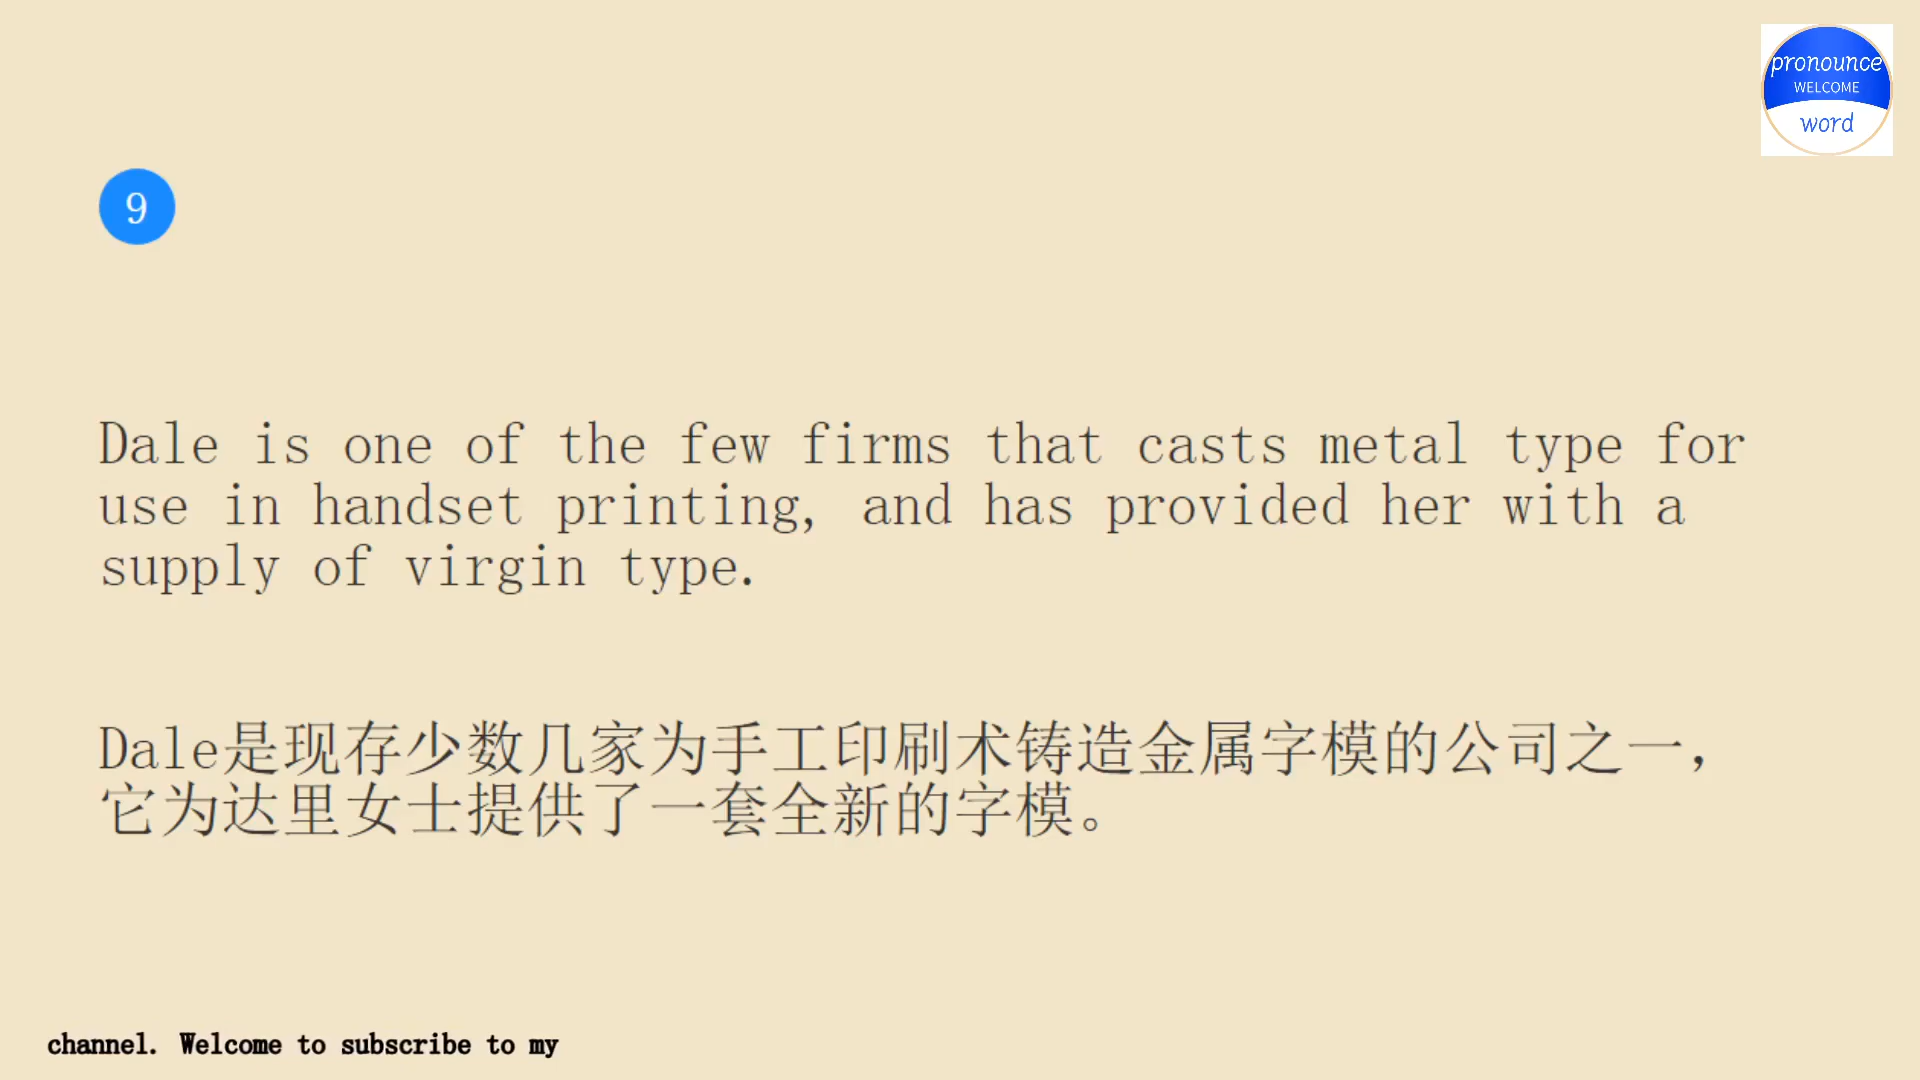 pronounce
WELCOME
word
9
Dale is one of the few firms that casts metal type for
use in handset printing, and has provided her with a
supply of virgin type.
Dale是现存少数几家为手工印刷术铸造金属字模的公司之一，
它为达里女士提供了一套全新的字模。
channel. Welcome to subscribe to my